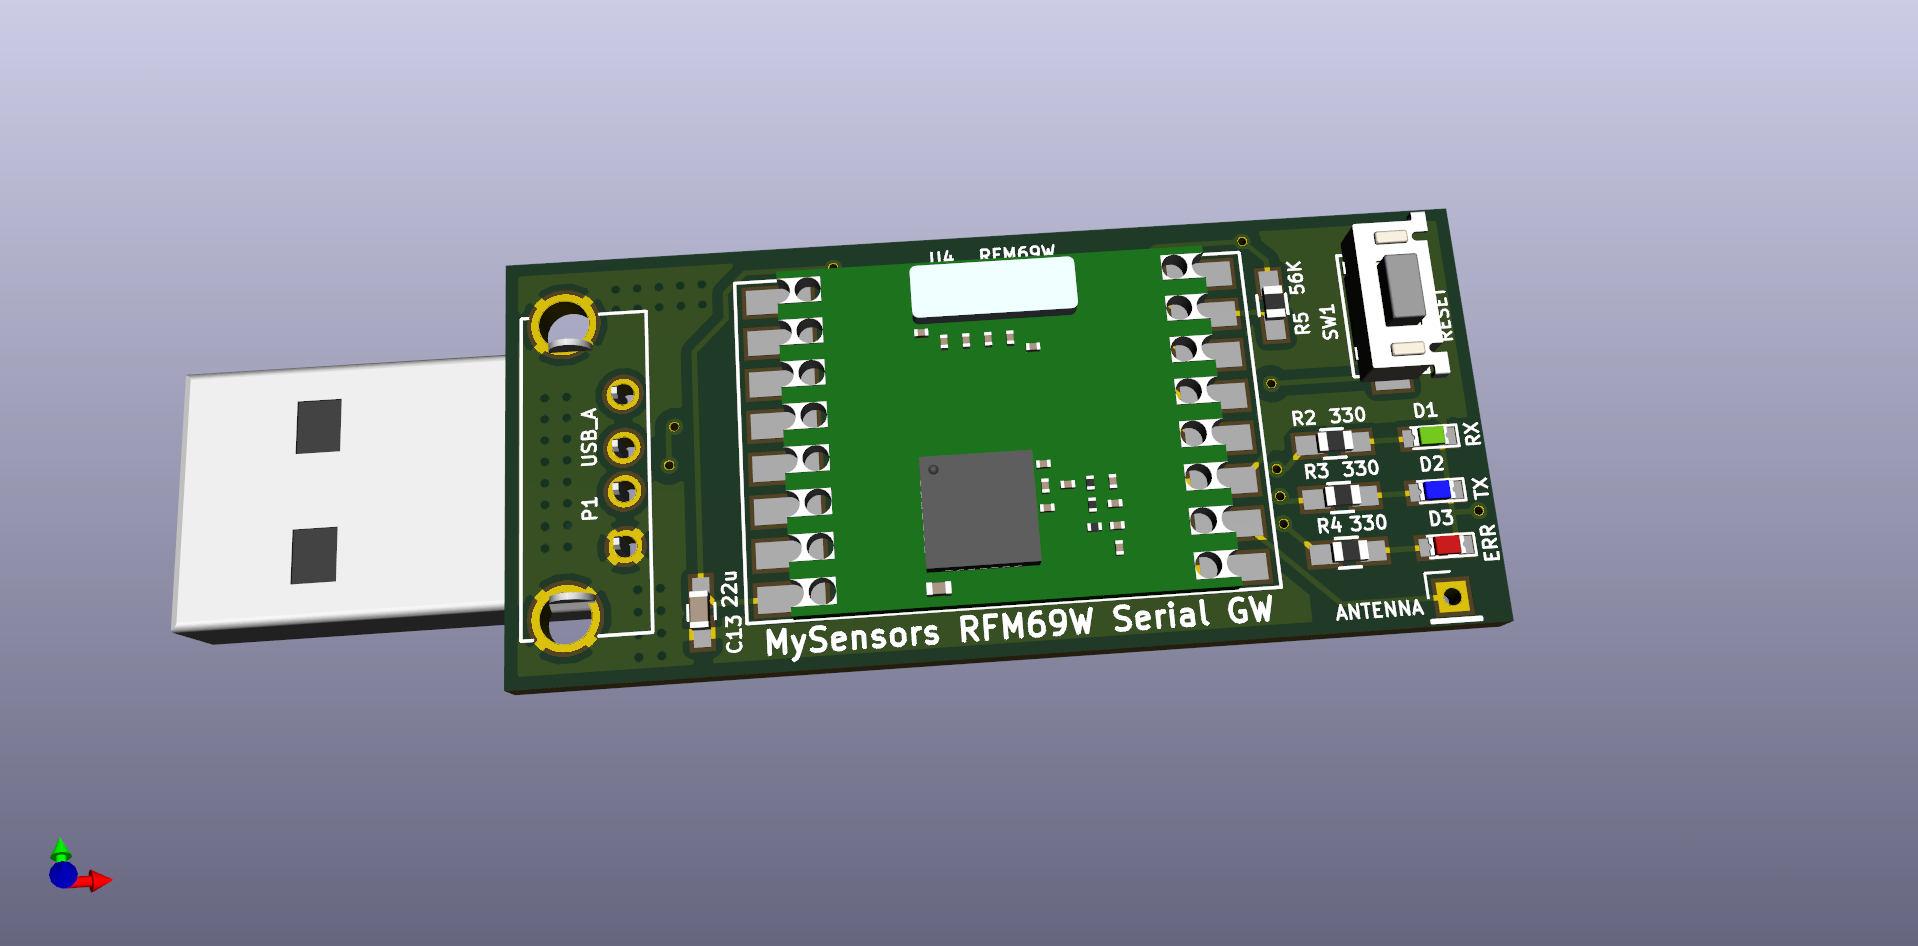 U4 RFM69W
USB_A
P1
C13 22u
MySensors RFM69W Serial GW
56K
R5
SW1
RESET
R2 330
D1
RX
R3 330
D2
TX
R4 330
D3
ERR
ANTENNA